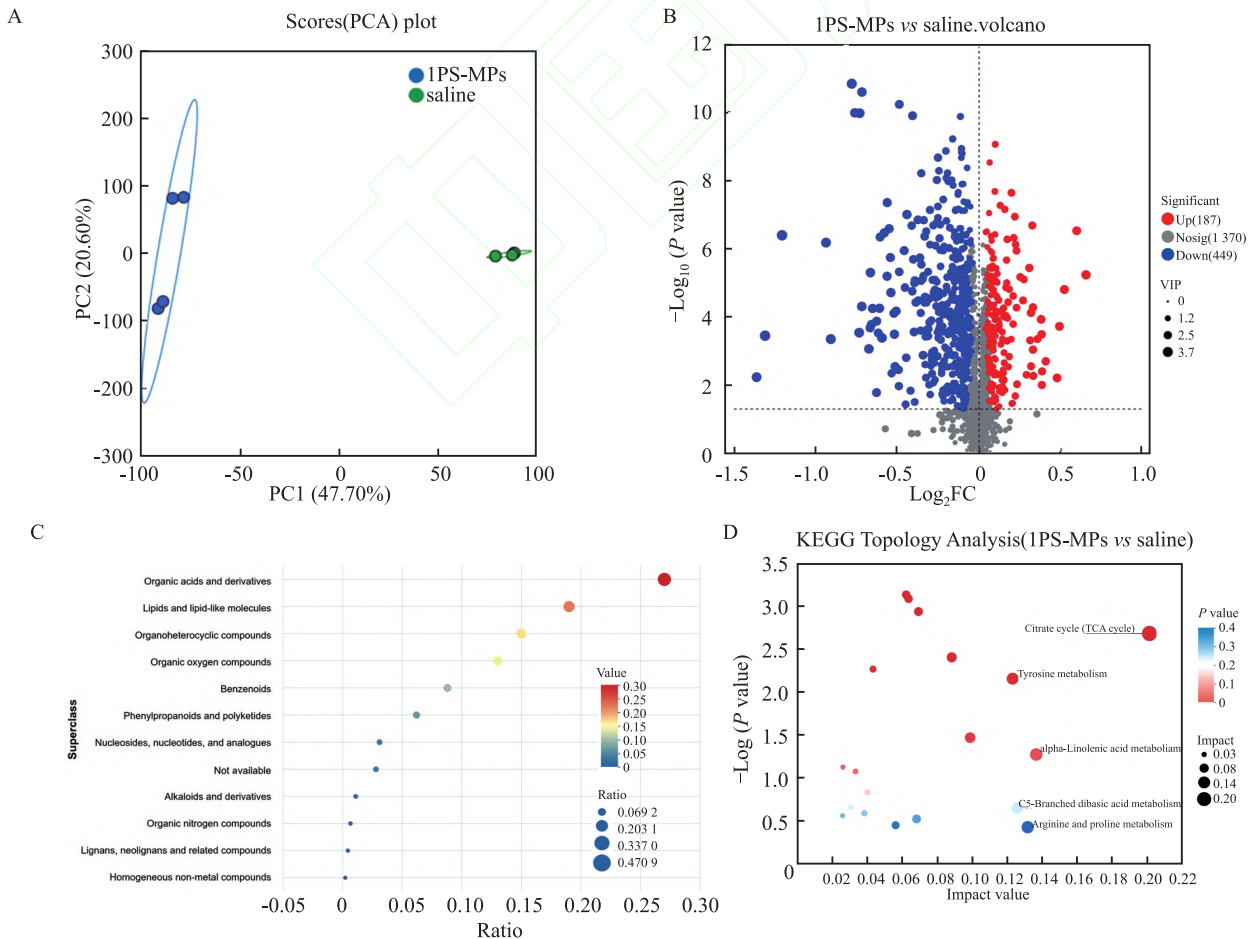 A
Scores(PCA) plot
1PS-MPs
saline
300
200
100
0
-100
-200
-300
-100
-50
0
50
100
PC2 (20.60%)
PC1 (47.70%)
B
1PS-MPs vs saline.volcano
12
10
8
6
4
2
0
-1.5
-1.0
-0.5
0
0.5
1.0
−Log10 (P value)
Log2FC
Significant
Up(187)
Nosig(1 370)
Down(449)
VIP
0
1.2
2.5
3.7
C
Superclass
Organic acids and derivatives
Lipids and lipid-like molecules
Organoheterocyclic compounds
Organic oxygen compounds
Benzenoids
Phenylpropanoids and polyketides
Nucleosides, nucleotides, and analogues
Not available
Alkaloids and derivatives
Organic nitrogen compounds
Lignans, neolignans and related compounds
Homogeneous non-metal compounds
-0.05
0
0.05
0.10
0.15
0.20
0.25
0.30
Ratio
Value
0.30
0.25
0.20
0.15
0.10
0.05
0
Ratio
0.069 2
0.203 1
0.337 0
0.470 9
D
KEGG Topology Analysis(1PS-MPs vs saline)
3.5
3.0
2.5
2.0
1.5
1.0
0.5
0
−Log (P value)
Citrate cycle (TCA cycle)
Tyrosine metabolism
alpha-Linolenic acid metaboliam
C5-Branched dibasic acid metabolism
Arginine and proline metabolism
0.02
0.04
0.06
0.08
0.10
0.12
0.14
0.16
0.18
0.20
0.22
Impact value
P value
0.4
0.3
0.2
0.1
0
Impact
0.03
0.08
0.14
0.20